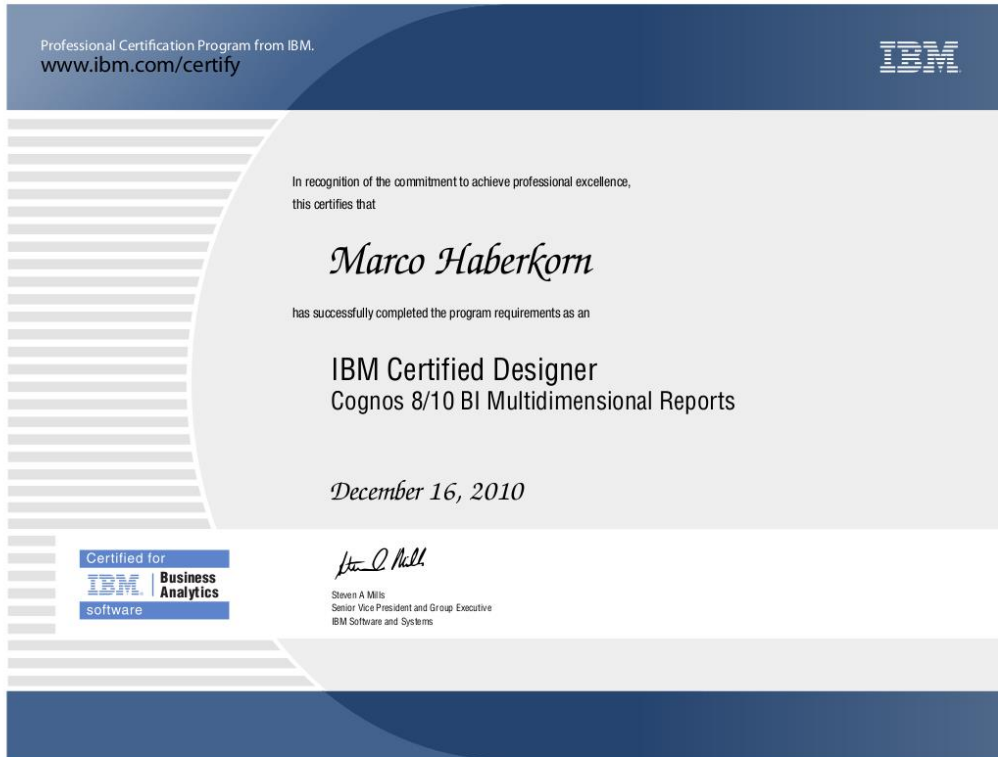 Professional Certification Program from IBM.
www.ibm.com/certify
IBM.
In recognition of the commitment to achieve professional excellence,
this certifies that
Marco Haberkorn
has successfully completed the program requirements as an
IBM Certified Designer
Cognos 8/10 BI Multidimensional Reports
December 16, 2010
Certified for
IBM. Business
Analytics
software
Steven A Mills
Senior Vice President and Group Executive
IBM Software and Systems